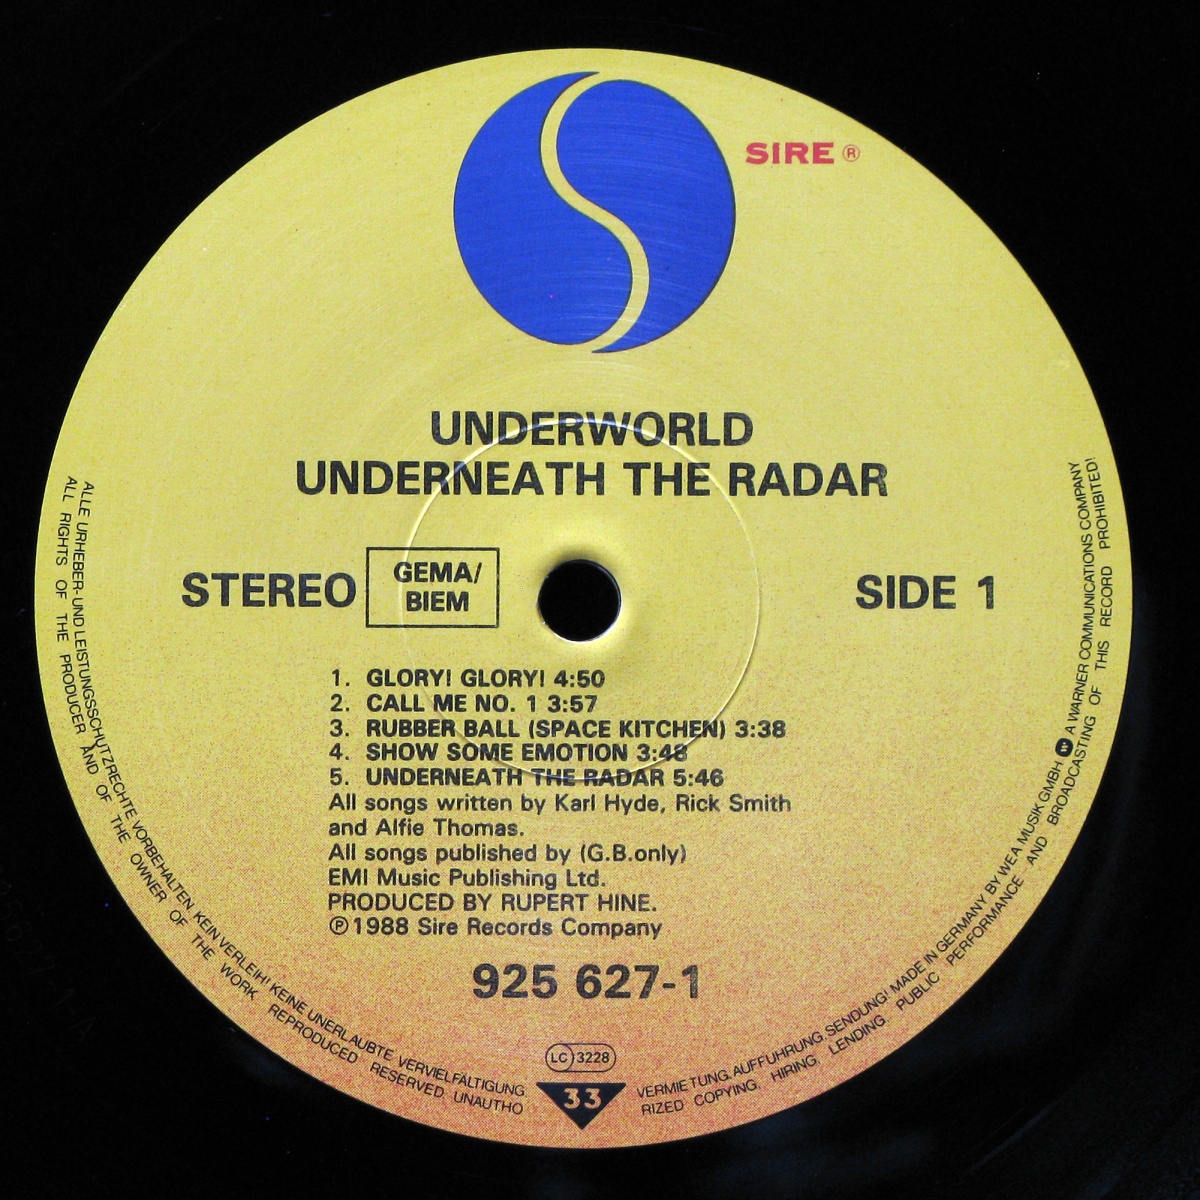 SIRE ®
UNDERWORLD
UNDERNEATH THE RADAR
STEREO
GEMA/
BIEM
SIDE 1
1. GLORY! GLORY! 4:50
2. CALL ME NO. 1 3:57
3. RUBBER BALL (SPACE KITCHEN) 3:38
4. SHOW SOME EMOTION 3:48
5. UNDERNEATH THE RADAR 5:46
All songs written by Karl Hyde, Rick Smith
and Alfie Thomas.
All songs published by (G.B.only)
EMI Music Publishing Ltd.
PRODUCED BY RUPERT HINE.
℗1988 Sire Records Company
925 627-1
LC 3228
33
ALLE URHEBER- UND LEISTUNGSSCHUTZRECHTE VORBEHALTEN KEIN VERLEIH! KEINE UNERLAUBTE VERVIELFÄLTIGUNG. VERMIETUNG. AUFFUHRUNG. SENDUNG! MADE IN GERMANY BY WEA MUSIK GMBH A WARNER COMMUNICATIONS COMPANY
ALL RIGHTS OF THE PRODUCER AND OF THE OWNER OF THE WORK REPRODUCED RESERVED UNAUTHO RIZED COPYING, HIRING, LENDING PUBLIC PERFORMANCE AND BROADCASTING OF THIS RECORD PROHIBITED!